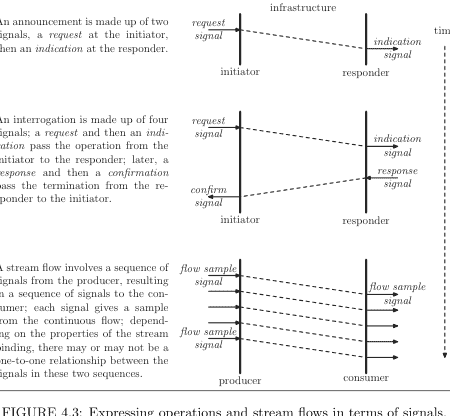 infrastructure
An announcement is made up of two
signals, a request at the initiator,
then an indication at the responder.
request
signal
indication
signal
initiator
responder
tim
An interrogation is made up of four
signals; a request and then an indi-
cation pass the operation from the
initiator to the responder; later, a
response and then a confirmation
pass the termination from the re-
sponder to the initiator.
request
signal
indication
signal
response
signal
confirm
signal
initiator
responder
A stream flow involves a sequence of
signals from the producer, resulting
in a sequence of signals to the con-
sumer; each signal gives a sample
from the continuous flow; depend-
ing on the properties of the stream
binding, there may or may not be a
one-to-one relationship between the
signals in these two sequences.
flow sample
signal
flow sample
signal
flow sample
signal
producer
consumer
FIGURE 4.3: Expressing operations and stream flows in terms of signals.